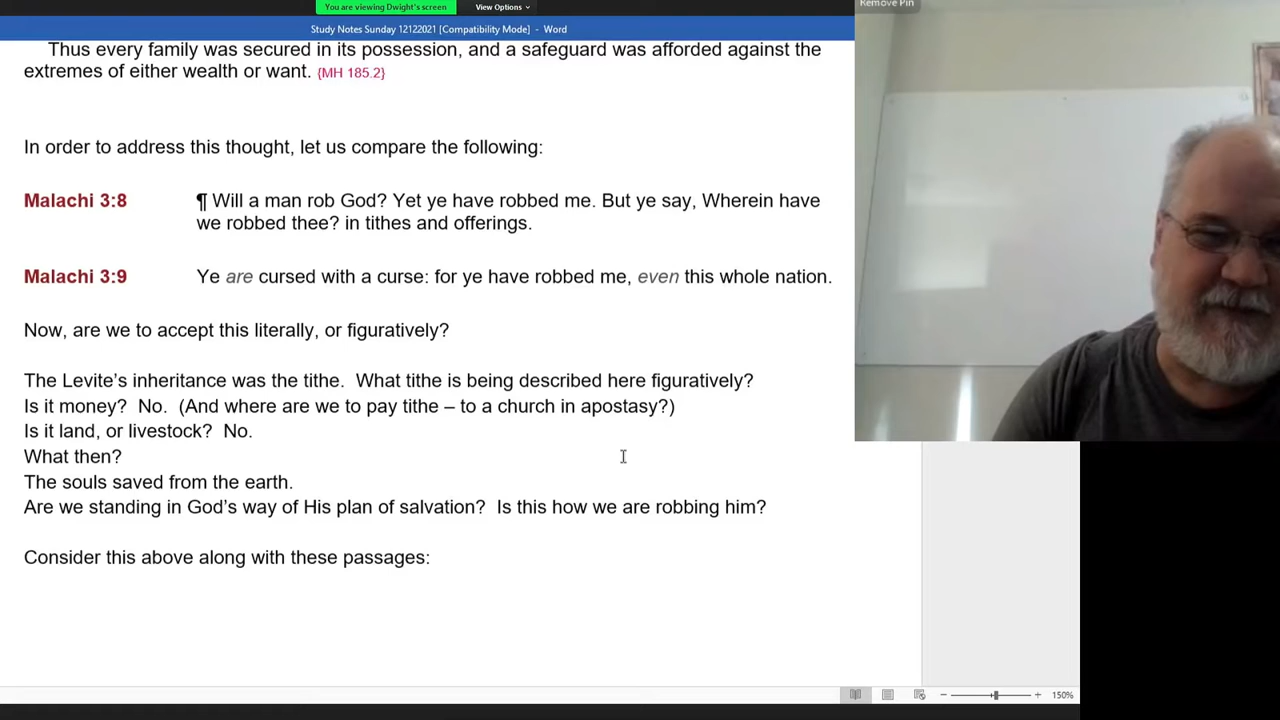 You are viewing Dwight's screen
View Options
Remove Pin
Study Notes Sunday 12122021 [Compatibility Mode] - Word
Thus every family was secured in its possession, and a safeguard was afforded against the
extremes of either wealth or want. {MH 185.2}
In order to address this thought, let us compare the following:
Malachi 3:8 ¶ Will a man rob God? Yet ye have robbed me. But ye say, Wherein have
we robbed thee? in tithes and offerings.
Malachi 3:9 Ye are cursed with a curse: for ye have robbed me, even this whole nation.
Now, are we to accept this literally, or figuratively?
The Levite’s inheritance was the tithe.  What tithe is being described here figuratively?
Is it money?  No.  (And where are we to pay tithe – to a church in apostasy?)
Is it land, or livestock?  No.
What then?
The souls saved from the earth.
Are we standing in God’s way of His plan of salvation?  Is this how we are robbing him?
Consider this above along with these passages:
150%